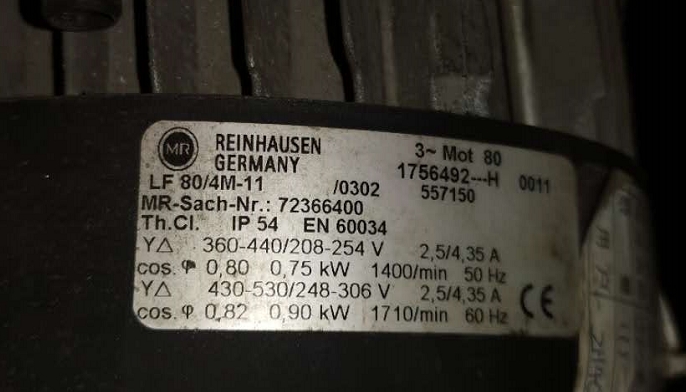 MR
REINHAUSEN
GERMANY
3~ Mot 80
LF 80/4M-11 /0302
1756492---H 0011
557150
MR-Sach-Nr.: 72366400
Th.Cl. IP 54 EN 60034
Y△ 360-440/208-254 V 2,5/4,35 A
cos. φ 0,80 0,75 kW 1400/min 50 Hz
Y△ 430-530/248-306 V 2,5/4,35 A
cos. φ 0,82 0,90 kW 1710/min 60 Hz
CE